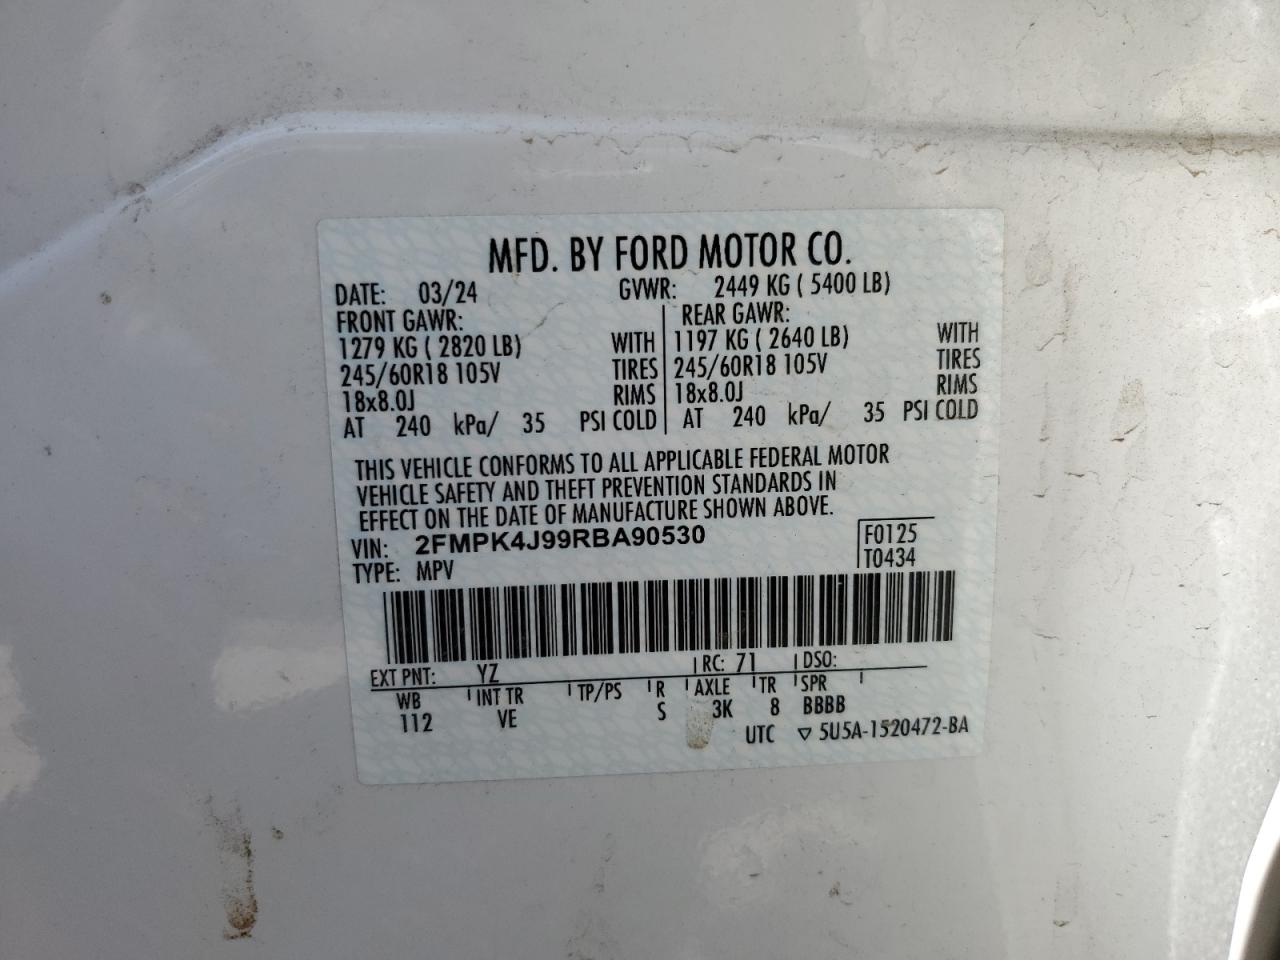 MFD. BY FORD MOTOR CO.
DATE: 03/24 GVWR: 2449 KG ( 5400 LB)
FRONT GAWR: REAR GAWR:
1279 KG ( 2820 LB) WITH 1197 KG ( 2640 LB) WITH
245/60R18 105V TIRES 245/60R18 105V TIRES
18x8.0J RIMS 18x8.0J RIMS
AT 240 kPa/ 35 PSI COLD AT 240 kPa/ 35 PSI COLD
THIS VEHICLE CONFORMS TO ALL APPLICABLE FEDERAL MOTOR
VEHICLE SAFETY AND THEFT PREVENTION STANDARDS IN
EFFECT ON THE DATE OF MANUFACTURE SHOWN ABOVE.
VIN: 2FMPK4J99RBA90530 F0125
TYPE: MPV T0434
EXT PNT: YZ RC: 71 DSO:
WB INT TR TP/PS R AXLE TR SPR
112 VE S 3K 8 BBBB
UTC ▽ 5U5A-1520472-BA